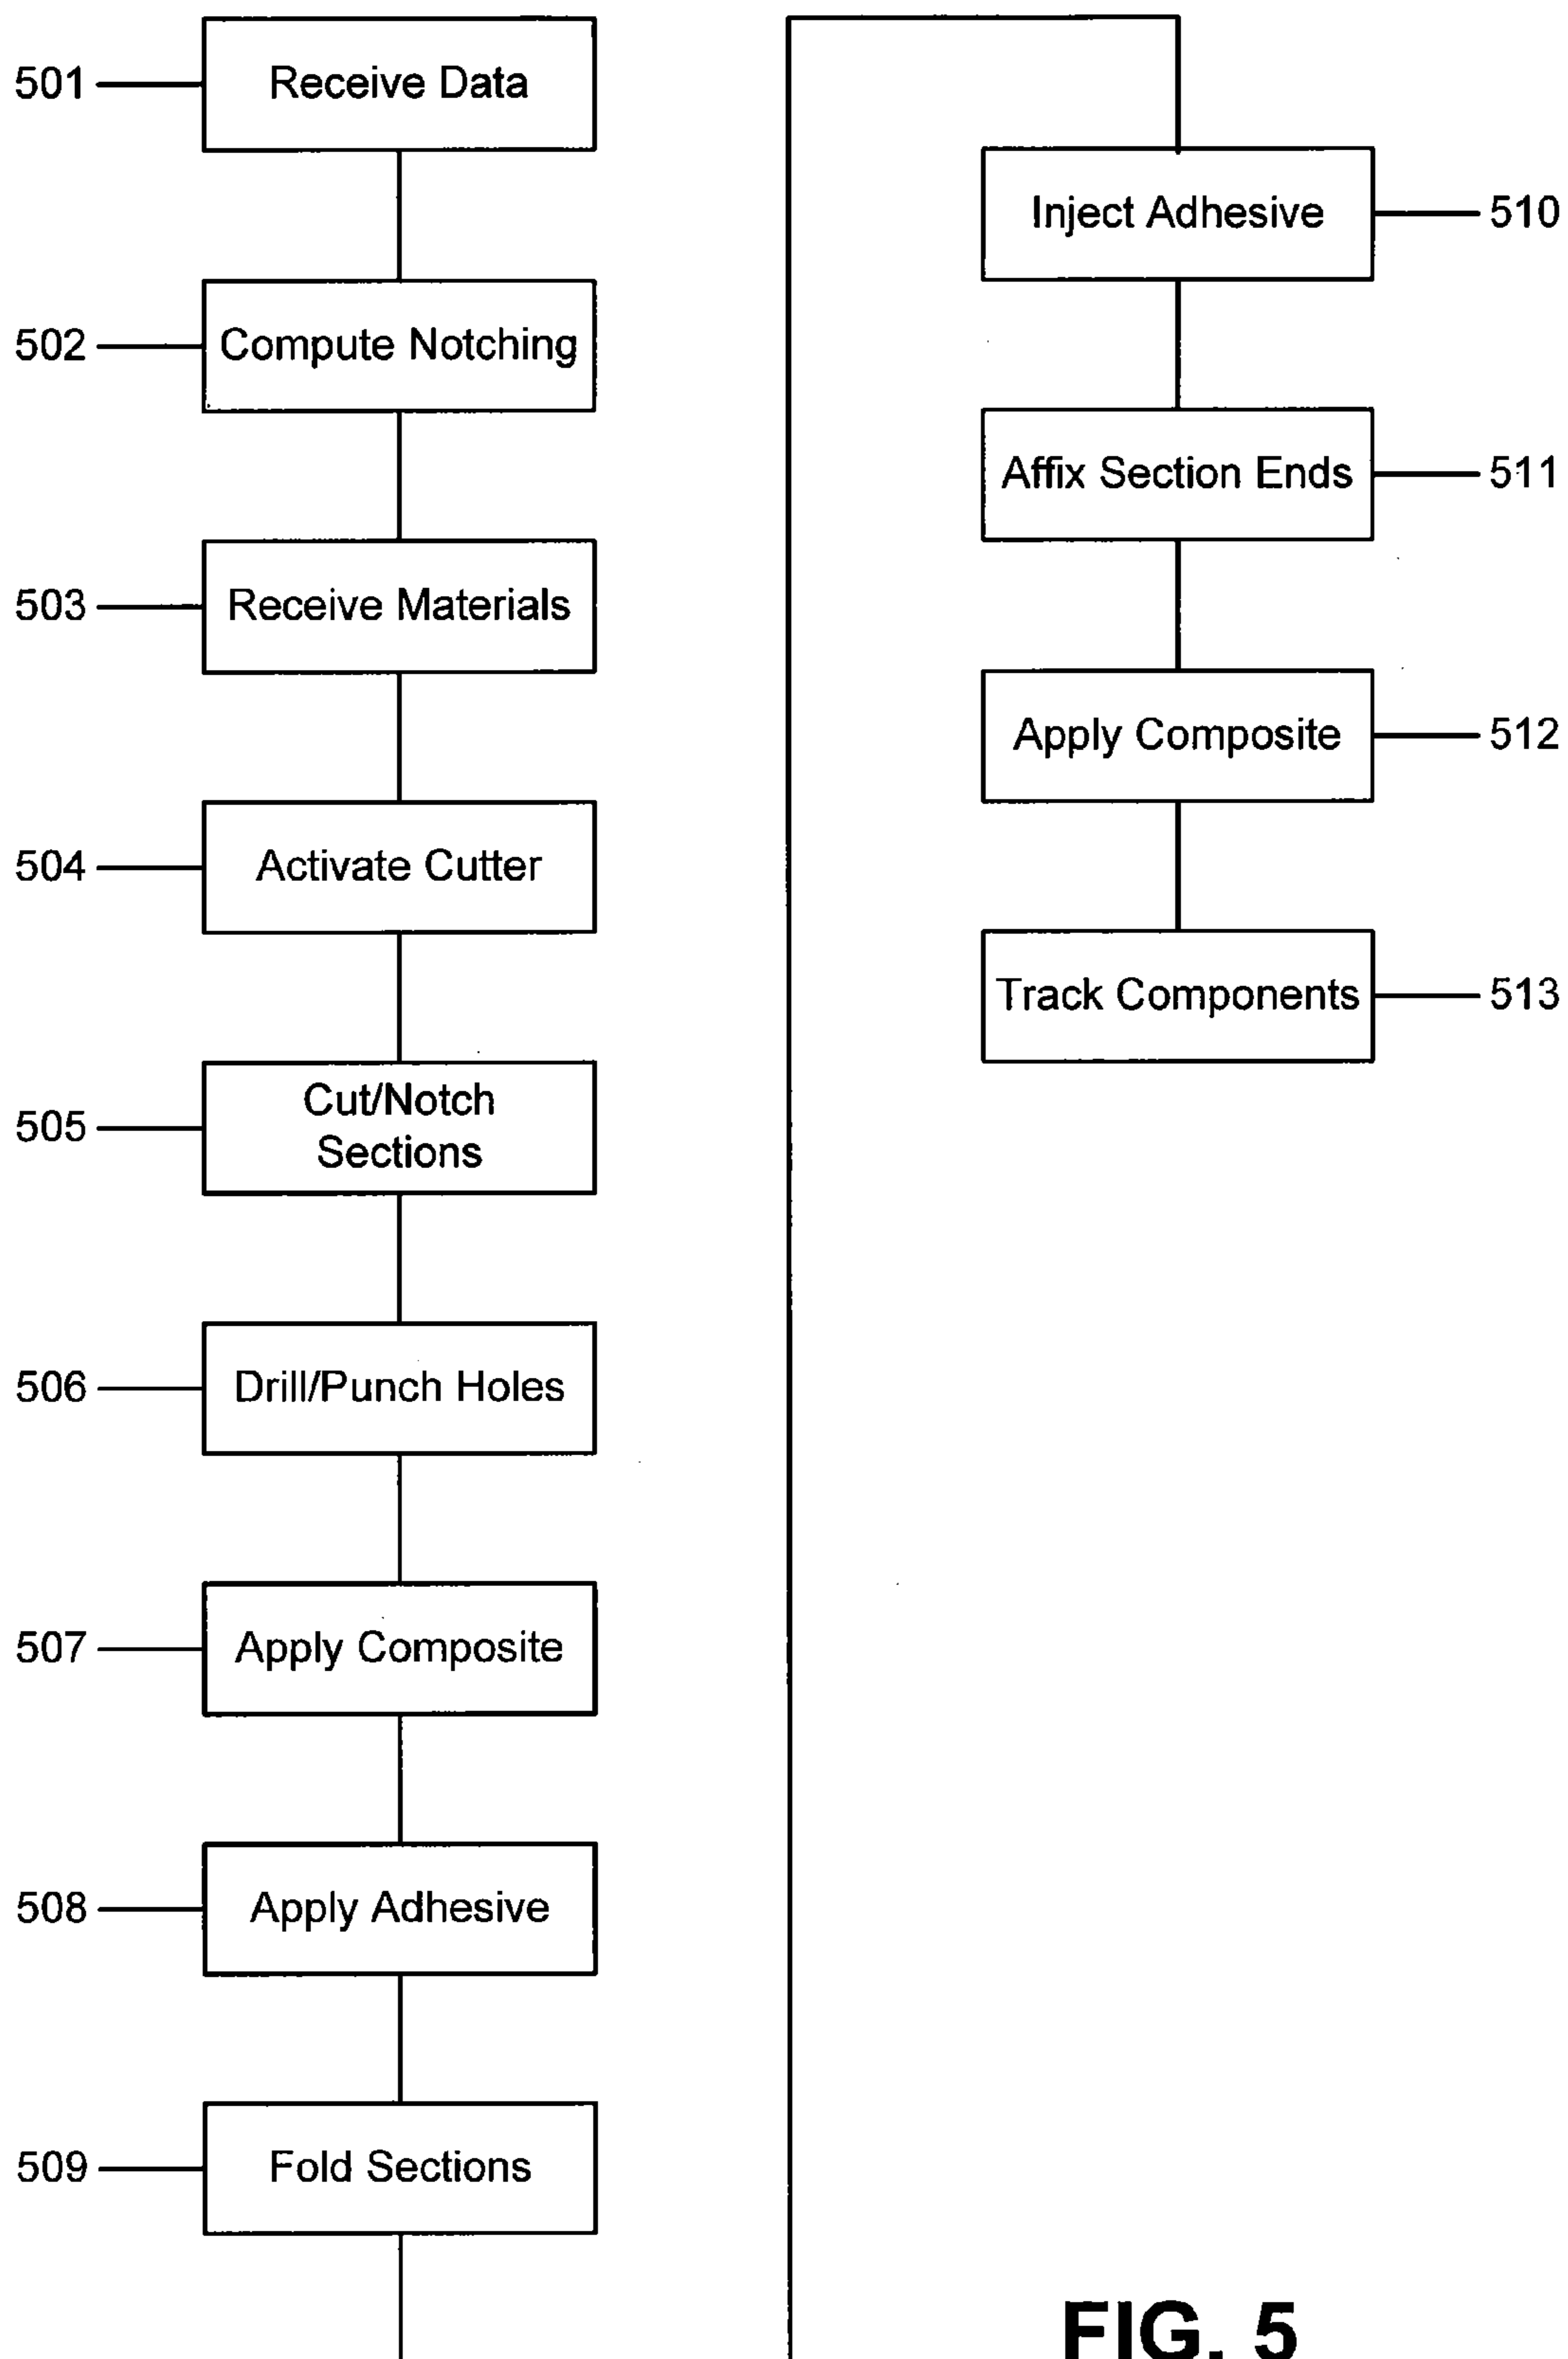 501
Receive Data
502
Compute Notching
503
Receive Materials
504
Activate Cutter
505
Cut/Notch
Sections
506
Drill/Punch Holes
507
Apply Composite
508
Apply Adhesive
509
Fold Sections
Inject Adhesive
510
Affix Section Ends
511
Apply Composite
512
Track Components
513
FIG. 5